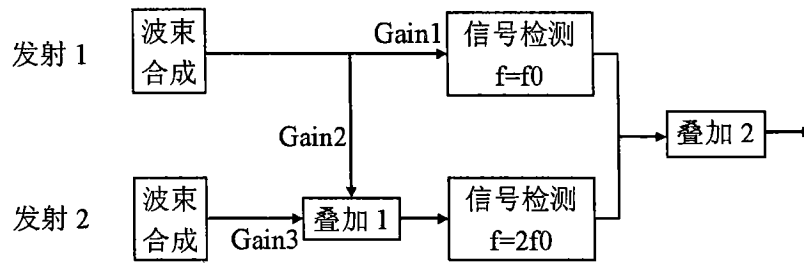 发射 1
波束
合成
Gain1
信号检测
f=f0
Gain2
叠加 2
发射 2
波束
合成
Gain3
叠加 1
信号检测
f=2f0